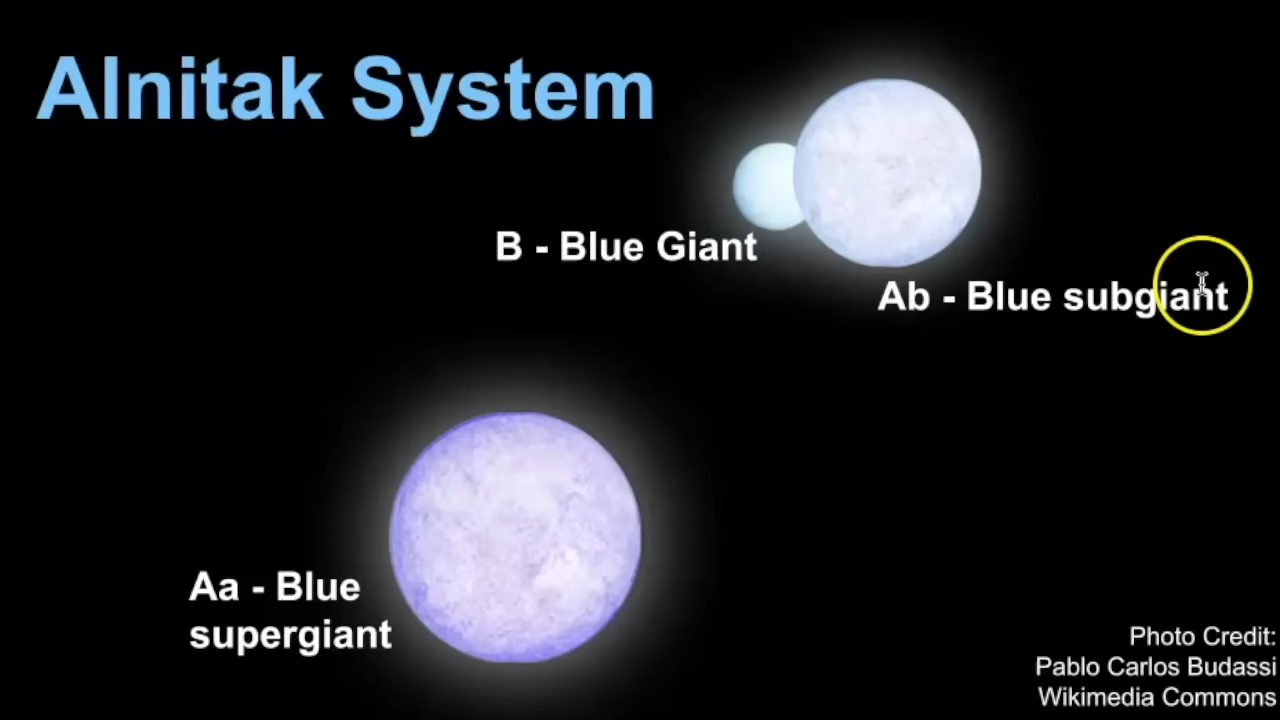 Alnitak System
B - Blue Giant
Ab - Blue subgiant
Aa - Blue
supergiant
Photo Credit:
Pablo Carlos Budassi
Wikimedia Commons